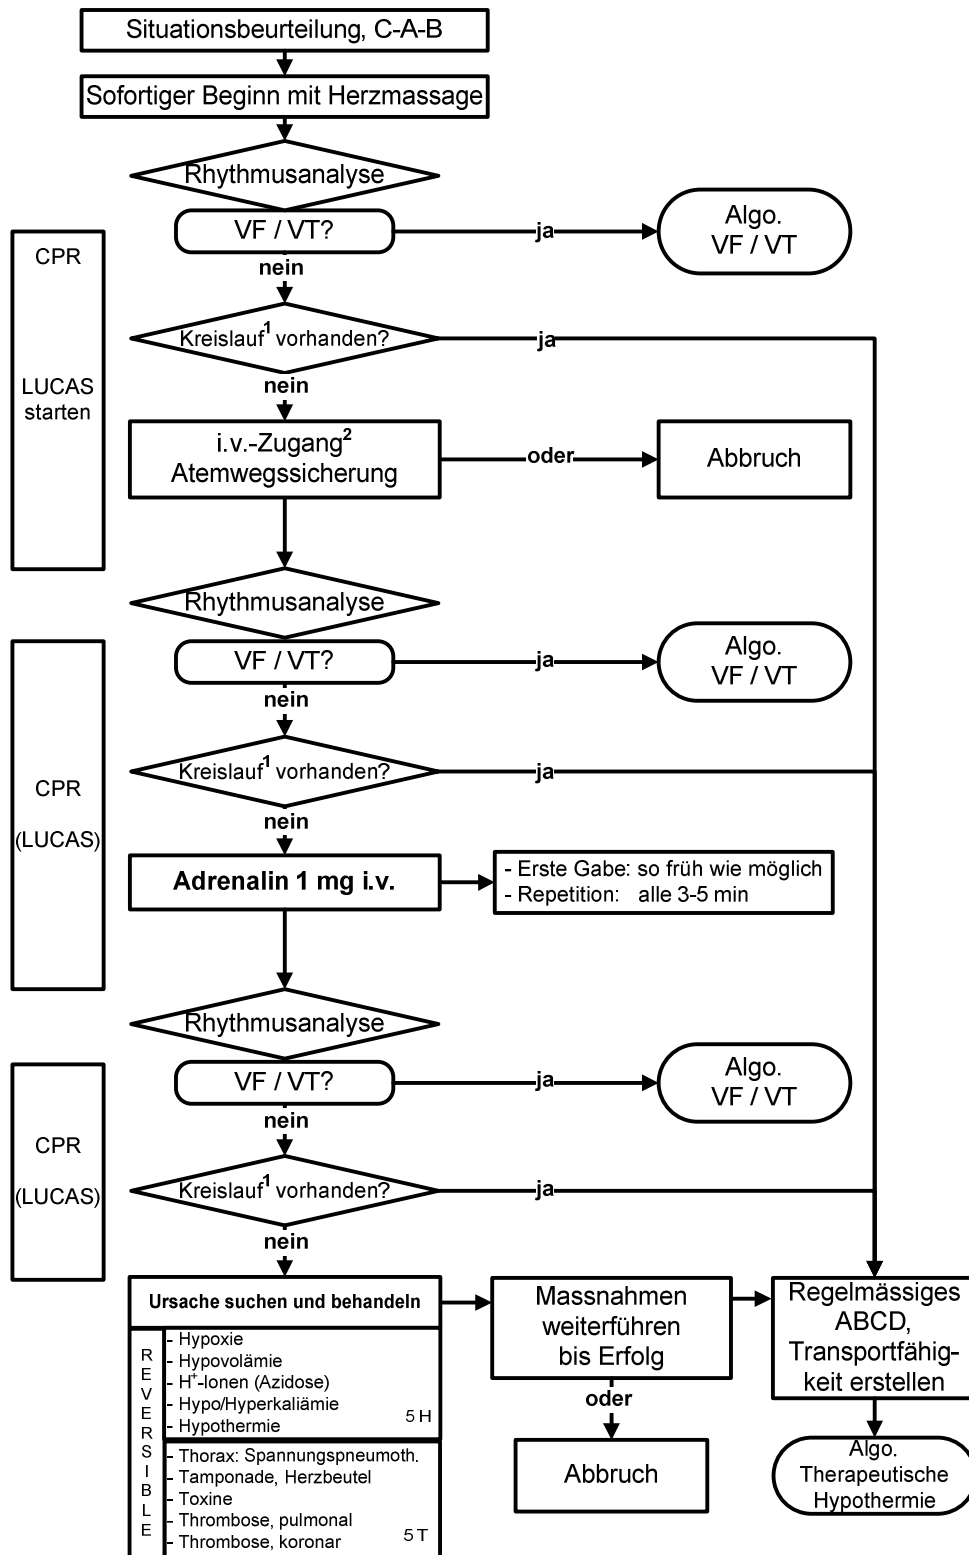 Situationsbeurteilung, C-A-B
Sofortiger Beginn mit Herzmassage
Rhythmusanalyse
VF / VT?
ja
Algo.
VF / VT
nein
CPR
LUCAS
starten
Kreislauf¹ vorhanden?
ja
nein
i.v.-Zugang²
Atemwegssicherung
oder
Abbruch
Rhythmusanalyse
VF / VT?
ja
Algo.
VF / VT
nein
CPR
(LUCAS)
Kreislauf¹ vorhanden?
ja
nein
Adrenalin 1 mg i.v.
- Erste Gabe: so früh wie möglich
- Repetition: alle 3-5 min
Rhythmusanalyse
VF / VT?
ja
Algo.
VF / VT
nein
CPR
(LUCAS)
Kreislauf¹ vorhanden?
ja
nein
Ursache suchen und behandeln
REVERSIBLE
- Hypoxie
- Hypovolämie
- H⁺-Ionen (Azidose)
- Hypo/Hyperkaliämie
- Hypothermie
5 H
- Thorax: Spannungspneumoth.
- Tamponade, Herzbeutel
- Toxine
- Thrombose, pulmonal
- Thrombose, koronar
5 T
Massnahmen
weiterführen
bis Erfolg
oder
Abbruch
Regelmässiges
ABCD,
Transportfähig-
keit erstellen
Algo.
Therapeutische
Hypothermie